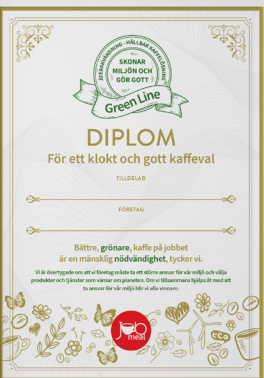 ÅTERANVÄNDNING · HÅLLBAR KAFFELÖSNING
SKONAR
MILJÖN OCH
GÖR GOTT
Green Line
DIPLOM
För ett klokt och gott kaffeval
TILLDELAD
FÖRETAG
Bättre, grönare, kaffe på jobbet
är en mänsklig nödvändighet, tycker vi.
Vi är övertygade om att vi företag måste ta ett större ansvar för vår miljö och välja
produkter och tjänster som värnar om planeten. Om vi tillsammans hjälps åt med att
ta ansvar för vår miljö blir vi alla vinnare.
job
meal